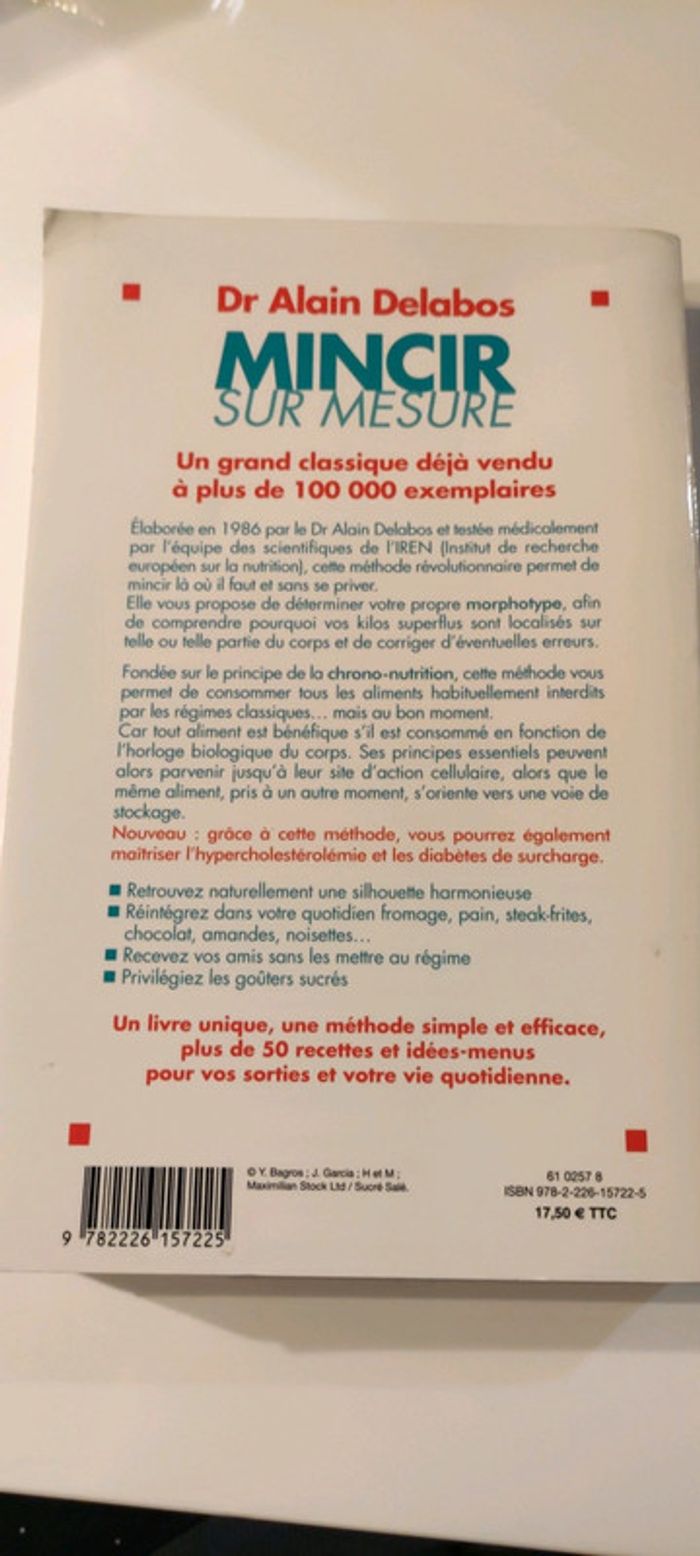 Dr Alain Delabos
MINCIR
SUR MESURE
Un grand classique déjà vendu
à plus de 100 000 exemplaires
Élaborée en 1986 par le Dr Alain Delabos et testée médicalement
par l'équipe des scientifiques de l'IREN (Institut de recherche
européen sur la nutrition), cette méthode révolutionnaire permet de
mincir là où il faut et sans se priver.
Elle vous propose de déterminer votre propre morphotype, afin
de comprendre pourquoi vos kilos superflus sont localisés sur
telle ou telle partie du corps et de corriger d'éventuelles erreurs.
Fondée sur le principe de la chrono-nutrition, cette méthode vous
permet de consommer tous les aliments habituellement interdits
par les régimes classiques... mais au bon moment.
Car tout aliment est bénéfique s'il est consommé en fonction de
l'horloge biologique du corps. Ses principes essentiels peuvent
alors parvenir jusqu'à leur site d'action cellulaire, alors que le
même aliment, pris à un autre moment, s'oriente vers une voie de
stockage.
Nouveau : grâce à cette méthode, vous pourrez également
maîtriser l'hypercholestérolémie et les diabètes de surcharge.
■ Retrouvez naturellement une silhouette harmonieuse
■ Réintégrez dans votre quotidien fromage, pain, steak-frites,
chocolat, amandes, noisettes...
■ Recevez vos amis sans les mettre au régime
■ Privilégiez les goûters sucrés
Un livre unique, une méthode simple et efficace,
plus de 50 recettes et idées-menus
pour vos sorties et votre vie quotidienne.
© Y. Bagros ; J. Garcia ; H et M ;
Maximilian Stock Ltd / Sucré Salé.
61 0257 8
ISBN 978-2-226-15722-5
17,50 € TTC
9 782226 157225